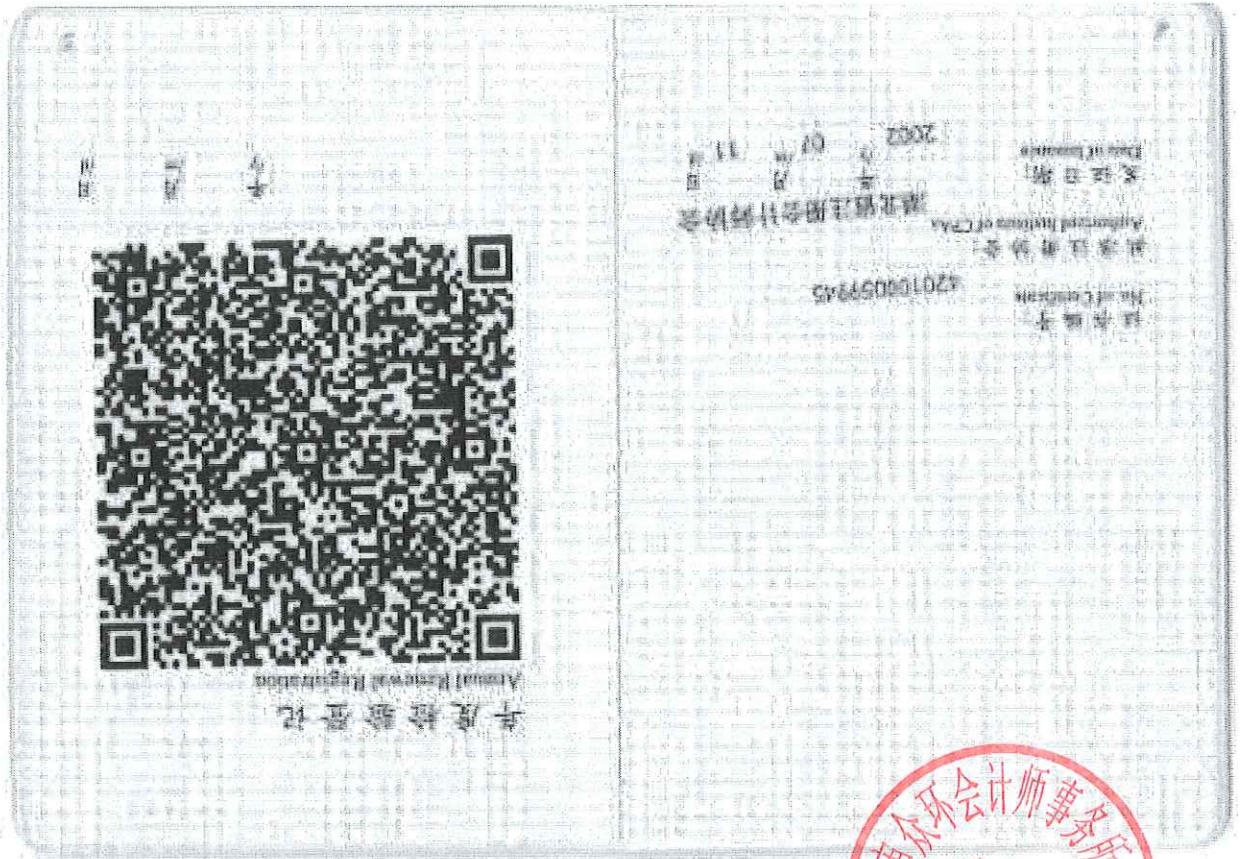 证书编号:
No. of Certificate
批准注册协会:
Authorized Institute of CPAs
湖北省注册会计师协会
发证日期:
Date of Issuance
2002 年 07 月 11 日
年度检验登记
Annual Renewal Registration
年 月 日
众环会计师事务所